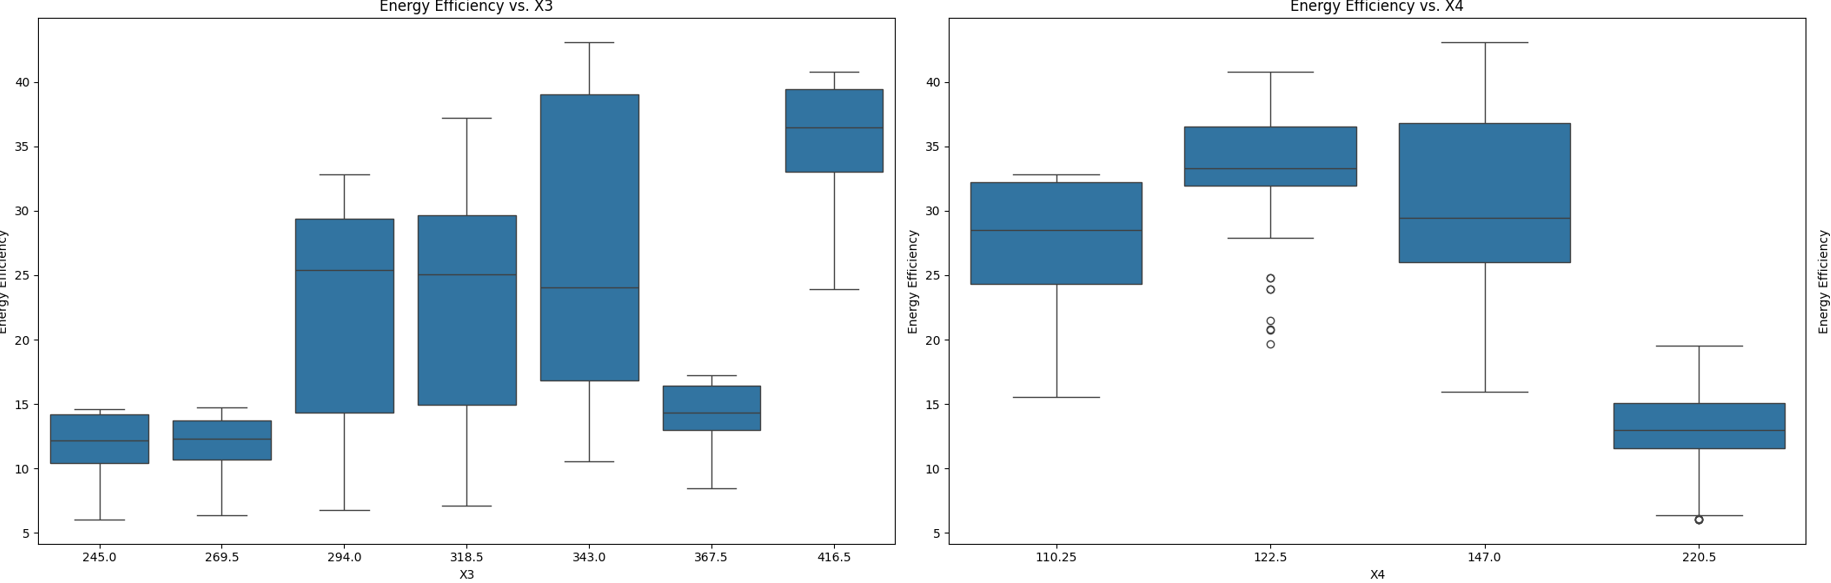 Energy Efficiency vs. X3
Energy Efficiency
40
35
30
25
20
15
10
5
245.0 269.5 294.0 318.5 343.0 367.5 416.5
X3
Energy Efficiency vs. X4
Energy Efficiency
40
35
30
25
20
15
10
5
110.25 122.5 147.0 220.5
X4
Energy Efficiency